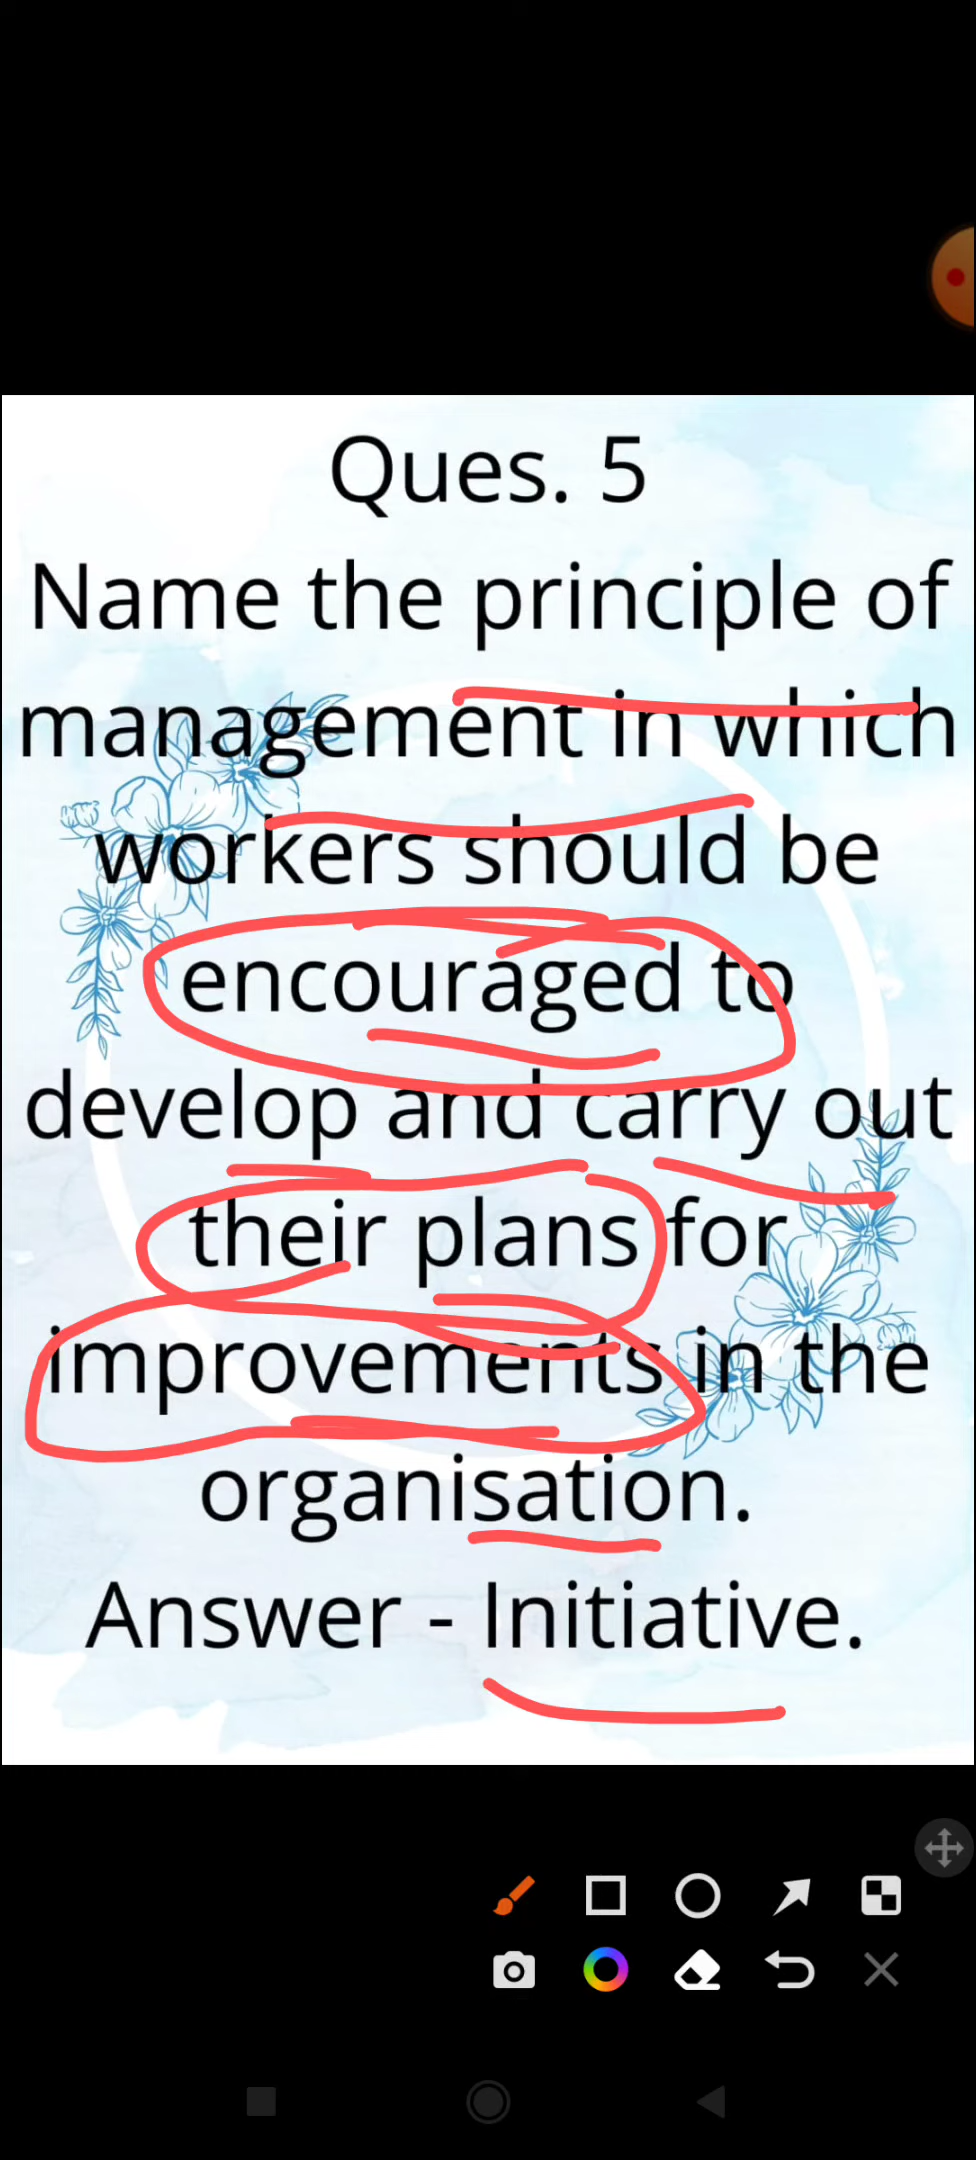 Ques. 5
Name the principle of
management in which
workers should be
encouraged to
develop and carry out
their plans for
improvements in the
organisation.
Answer - Initiative.